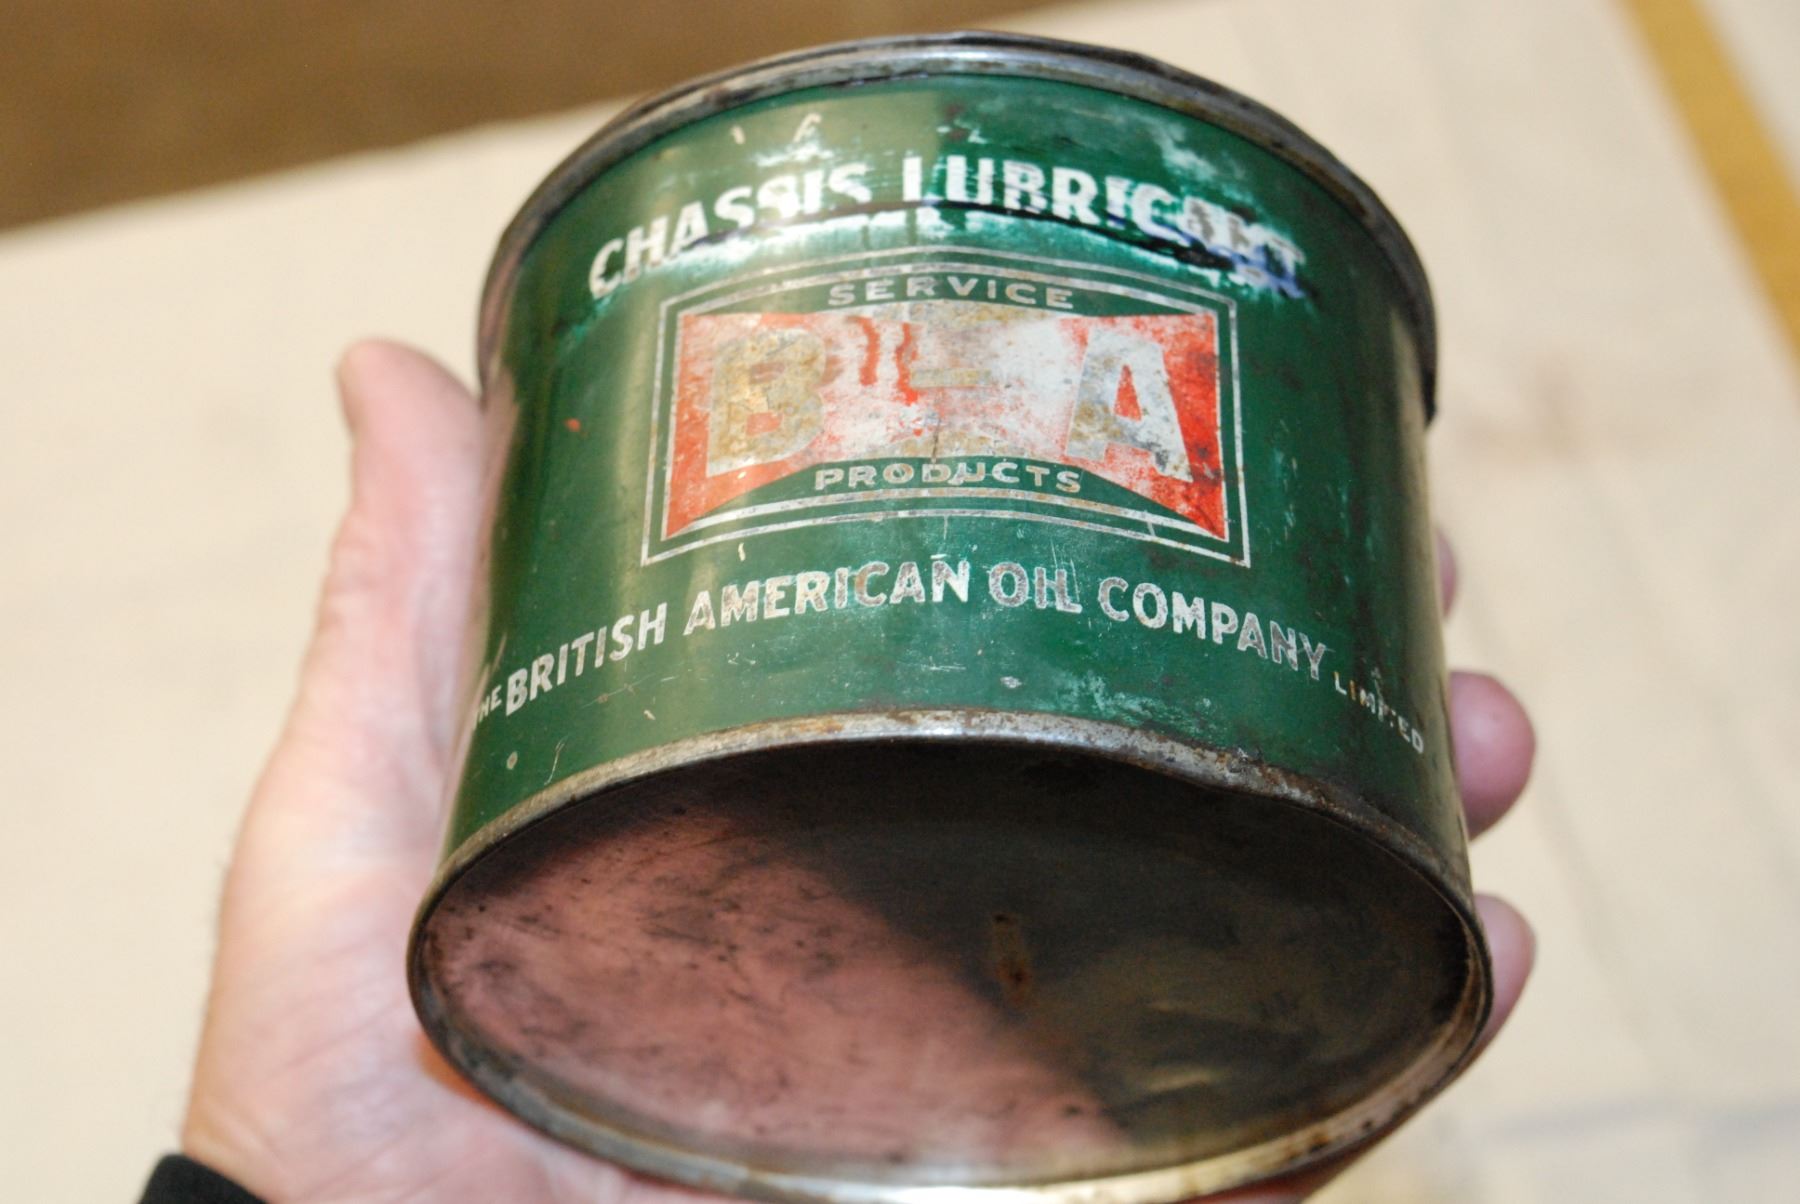 CHASSIS LUBRICANT
SERVICE
B-A
PRODUCTS
THE BRITISH AMERICAN OIL COMPANY LIMITED